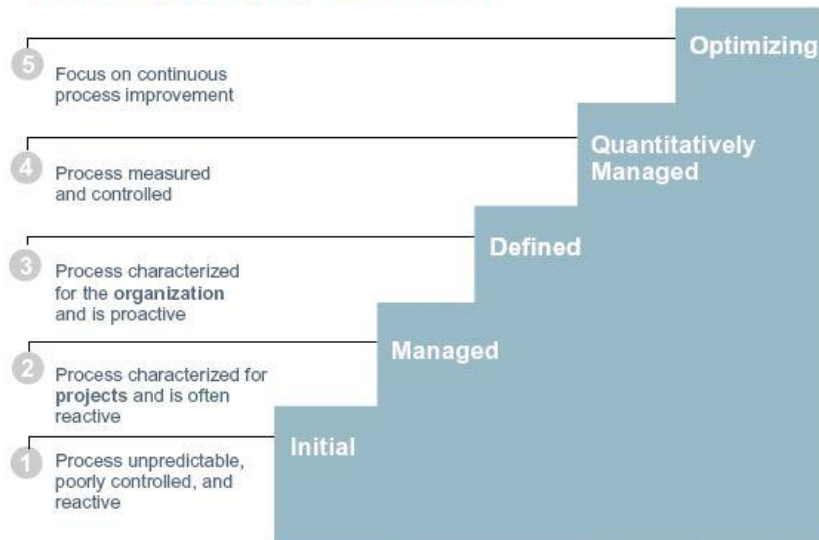 5
Optimizing
Focus on continuous
process improvement
4
Quantitatively
Managed
Process measured
and controlled
3
Defined
Process characterized
for the organization
and is proactive
2
Managed
Process characterized for
projects and is often
reactive
1
Initial
Process unpredictable,
poorly controlled, and
reactive